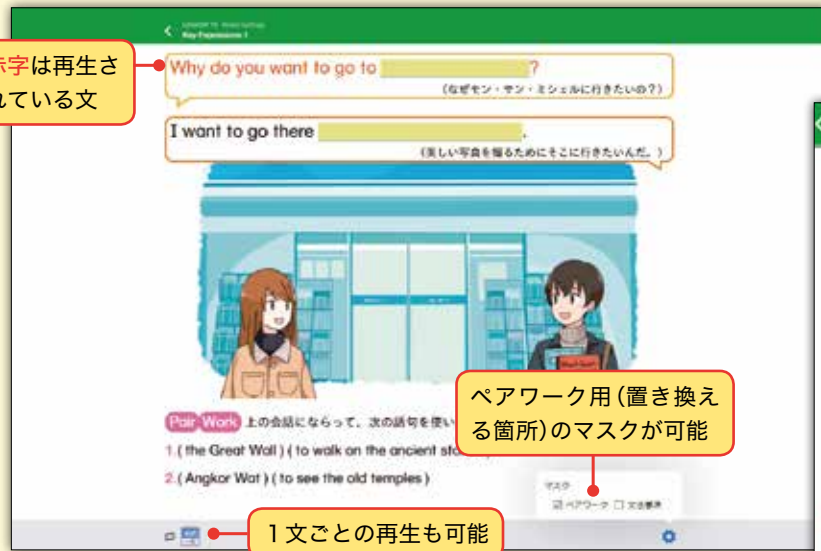 Key Expressions 1
赤字は再生さ
れている文
Why do you want to go to ?
(なぜモン・サン・ミシェルに行きたいの?)
I want to go there .
(美しい写真を撮るためにそこに行きたいんだ。)
ペアワーク用(置き換え
る箇所)のマスクが可能
Pair Work 上の会話にならって、次の語句を使い
1.( the Great Wall ) ( to walk on the ancient
2.( Angkor Wat ) ( to see the old temples )
マスク
ペアワーク
1文ごとの再生も可能